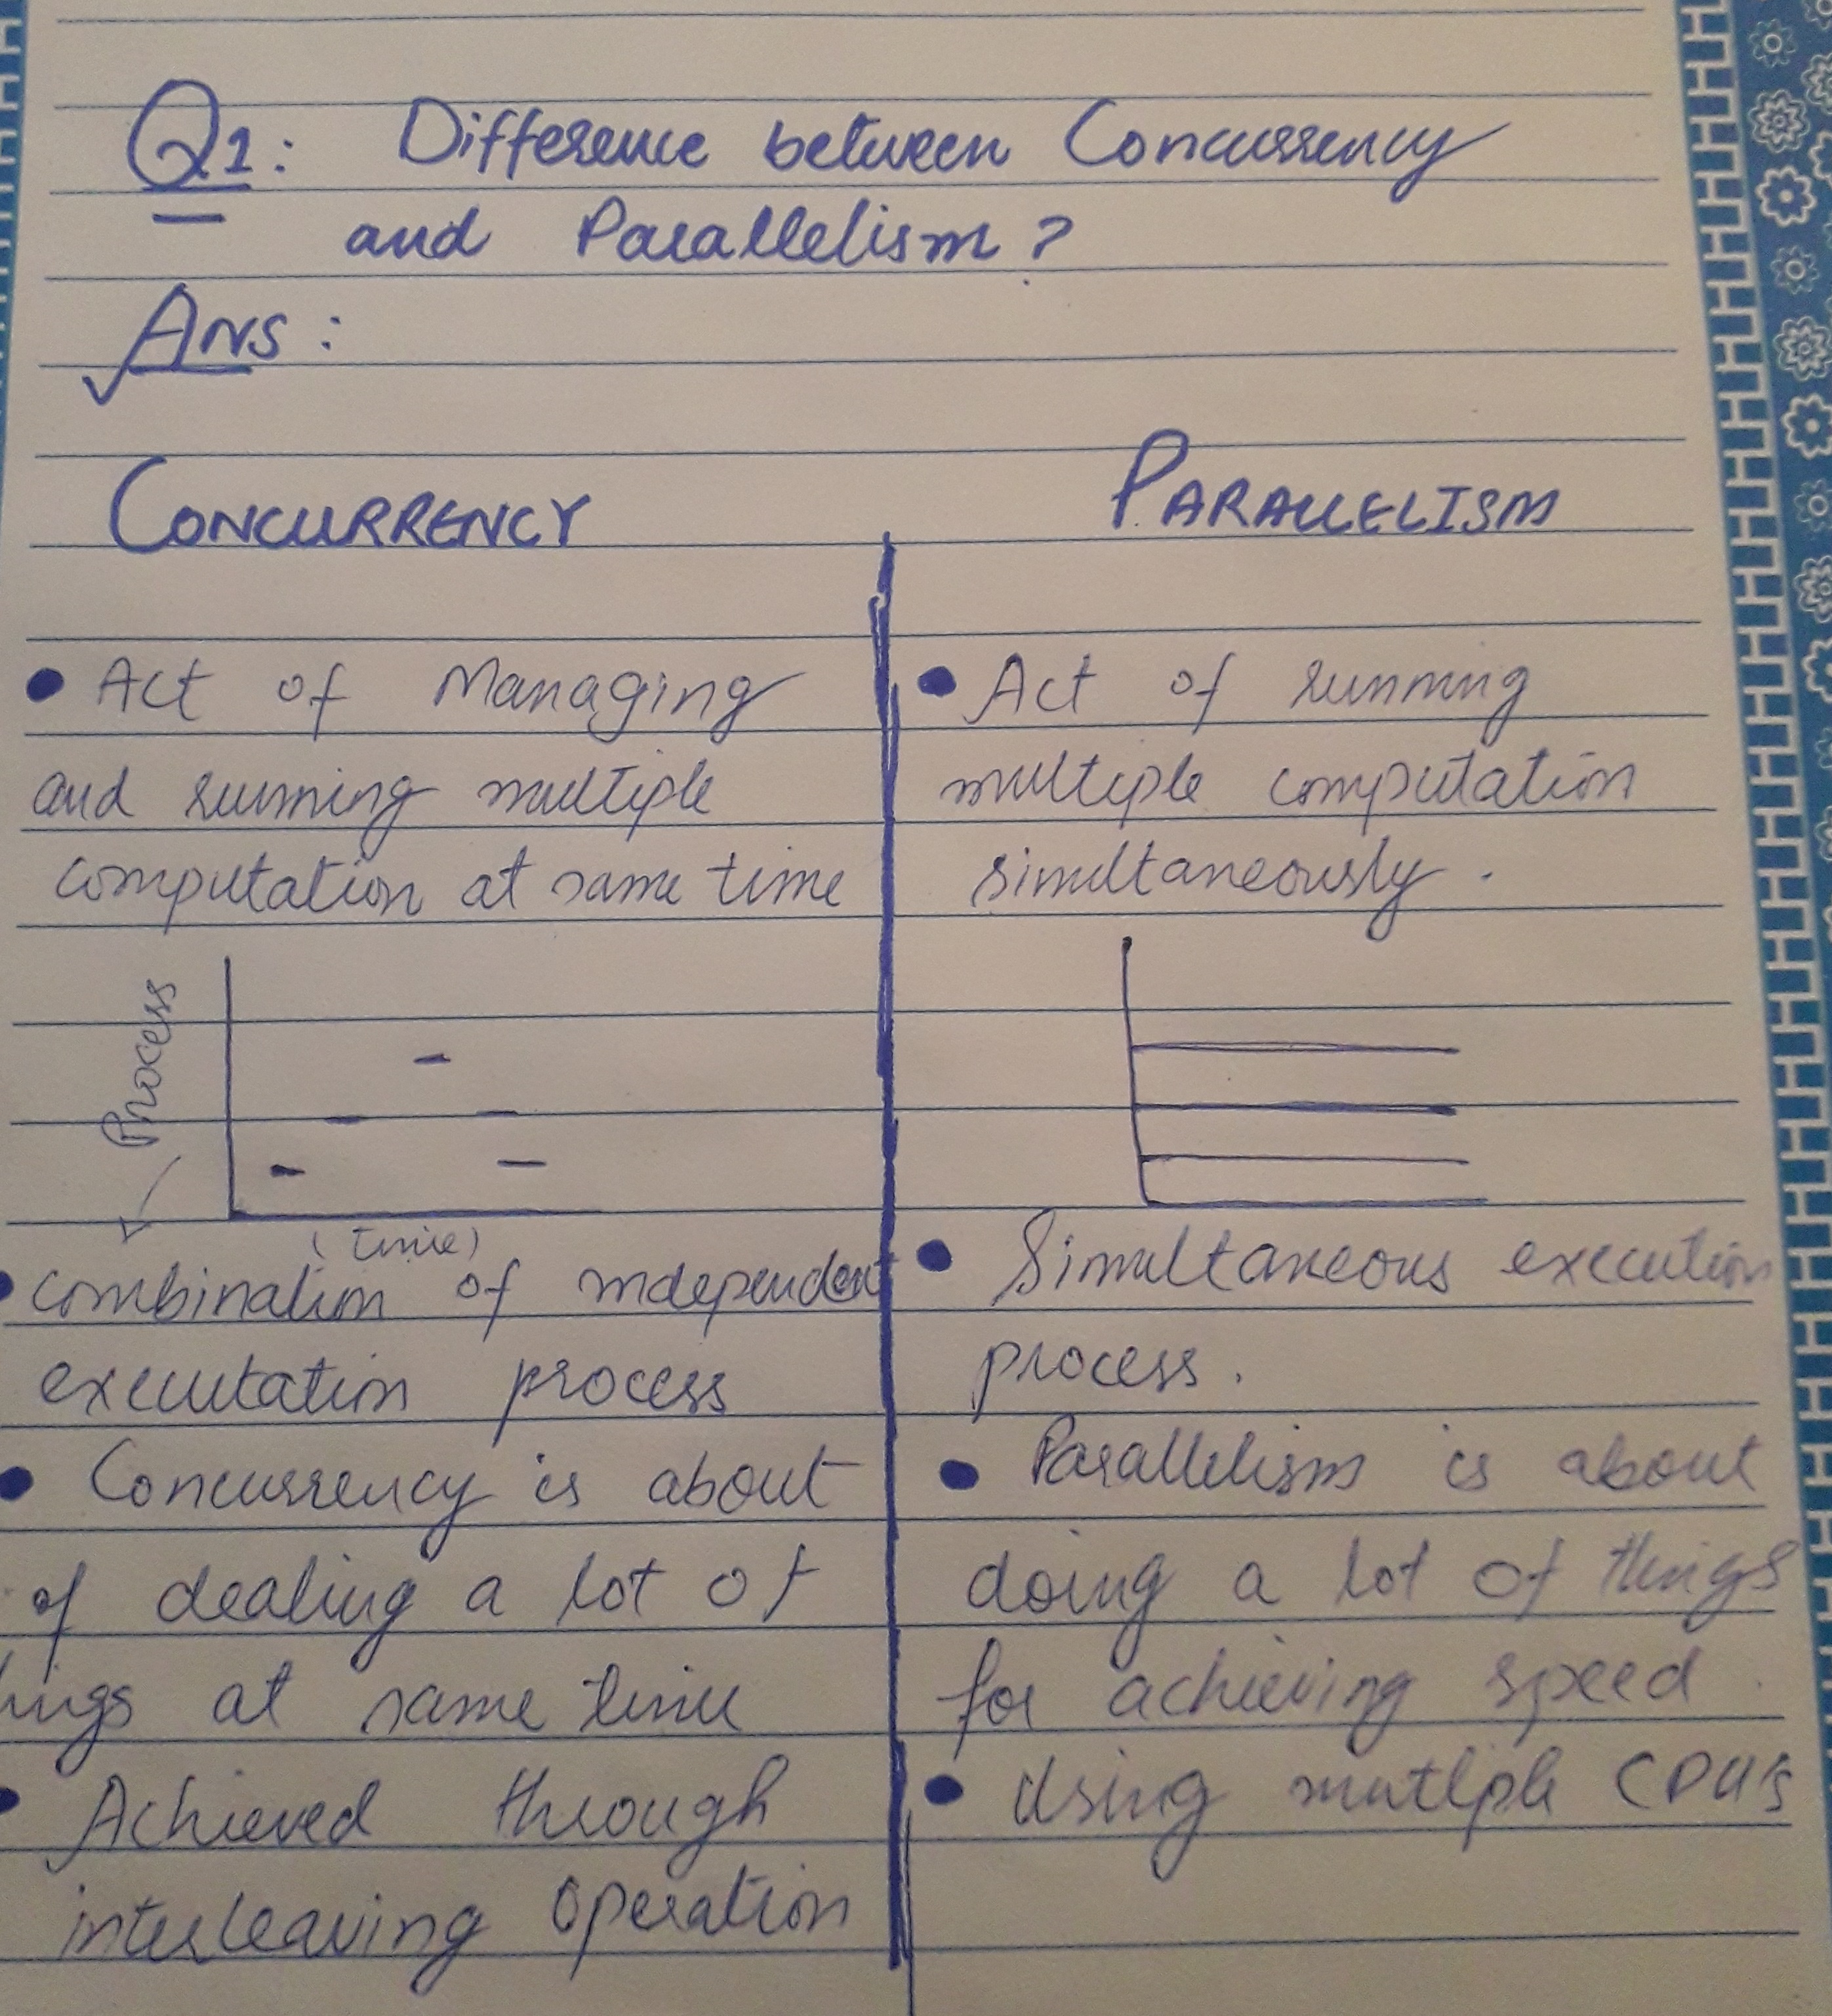 Q1: Difference between Concurrency
and Parallelism?
Ans:
CONCURRENCY
• Act of Managing
and running multiple
computation at same time
Process
(time)
• combination of independent
executation process
• Concurrency is about
of dealing a lot of
hings at same time
• Achieved through
interleaving operation
PARALLELISM
• Act of running
multiple computation
simultaneously.
• Simultaneous execution
process.
• Parallelism is about
doing a lot of things
for achieving speed.
• Using mutlple CPU's